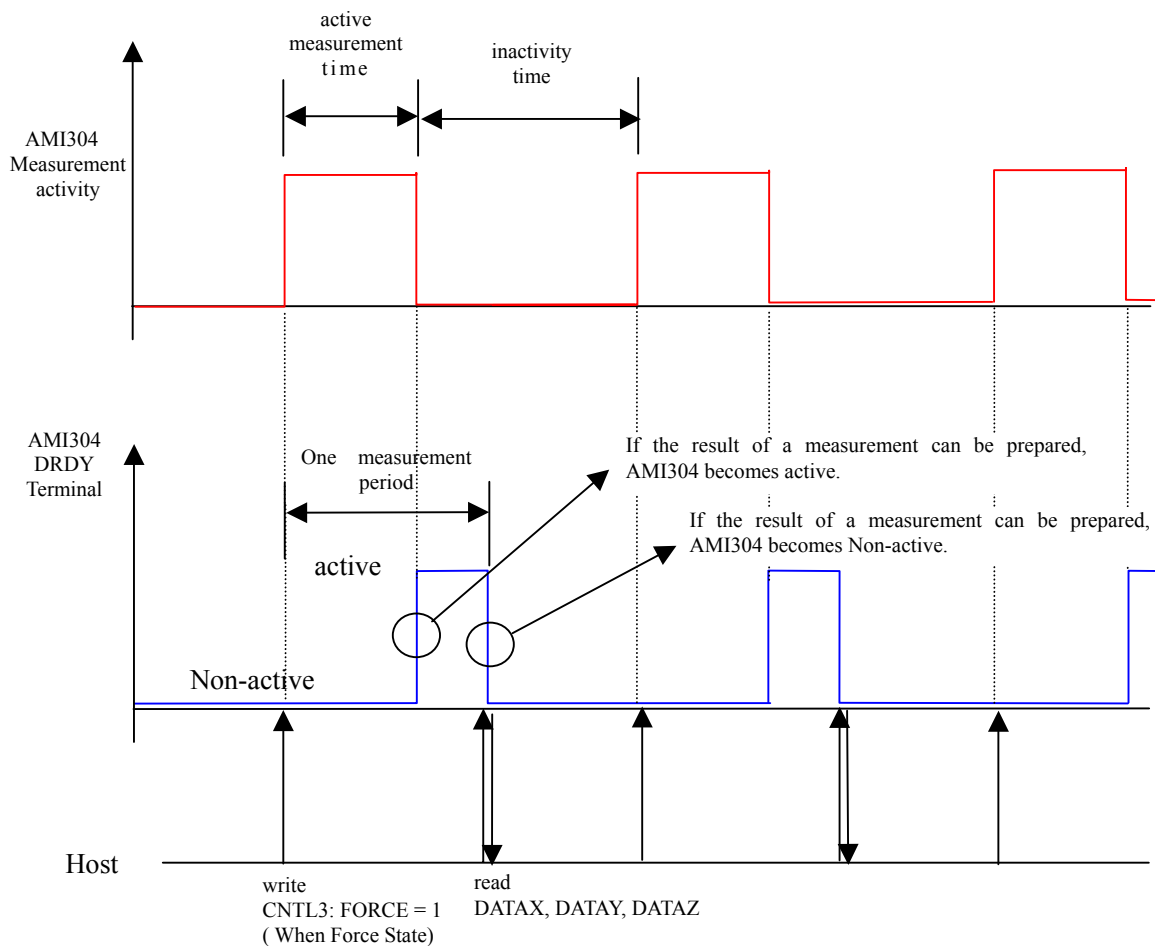 active
measurement
time
inactivity
time
AMI304
Measurement
activity
AMI304
DRDY
Terminal
One measurement
period
If the result of a measurement can be prepared,
AMI304 becomes active.
If the result of a measurement can be prepared,
AMI304 becomes Non-active.
active
Non-active
Host
write
CNTL3: FORCE = 1
( When Force State)
read
DATAX, DATAY, DATAZ